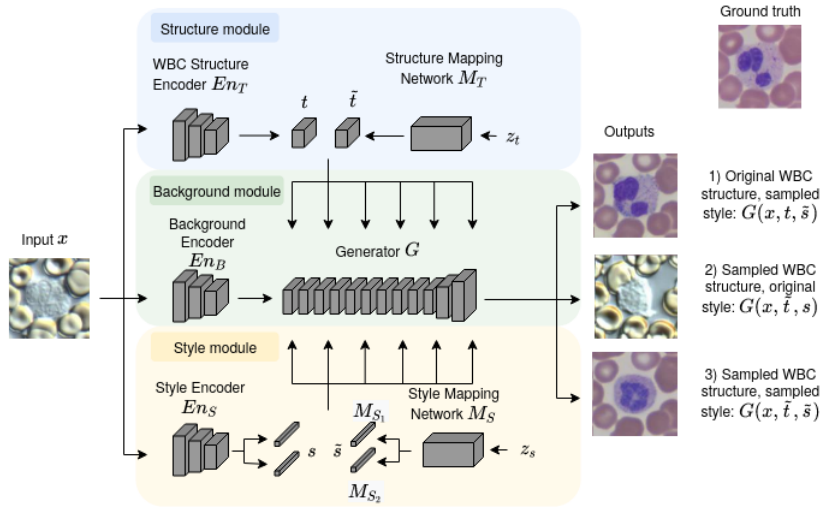 Structure module
Ground truth
WBC Structure
Encoder $En_T$
$t$
$\tilde{t}$
Structure Mapping
Network $M_T$
$z_t$
Outputs
Background module
1) Original WBC
structure, sampled
style: $G(x, t, \tilde{s})$
Input $x$
Background
Encoder
$En_B$
Generator $G$
2) Sampled WBC
structure, original
style: $G(x, \tilde{t}, s)$
Style module
3) Sampled WBC
structure, sampled
style: $G(x, \tilde{t}, \tilde{s})$
Style Encoder
$En_S$
$s$
$\tilde{s}$
$M_{S_1}$
$M_{S_2}$
Style Mapping
Network $M_S$
$z_s$